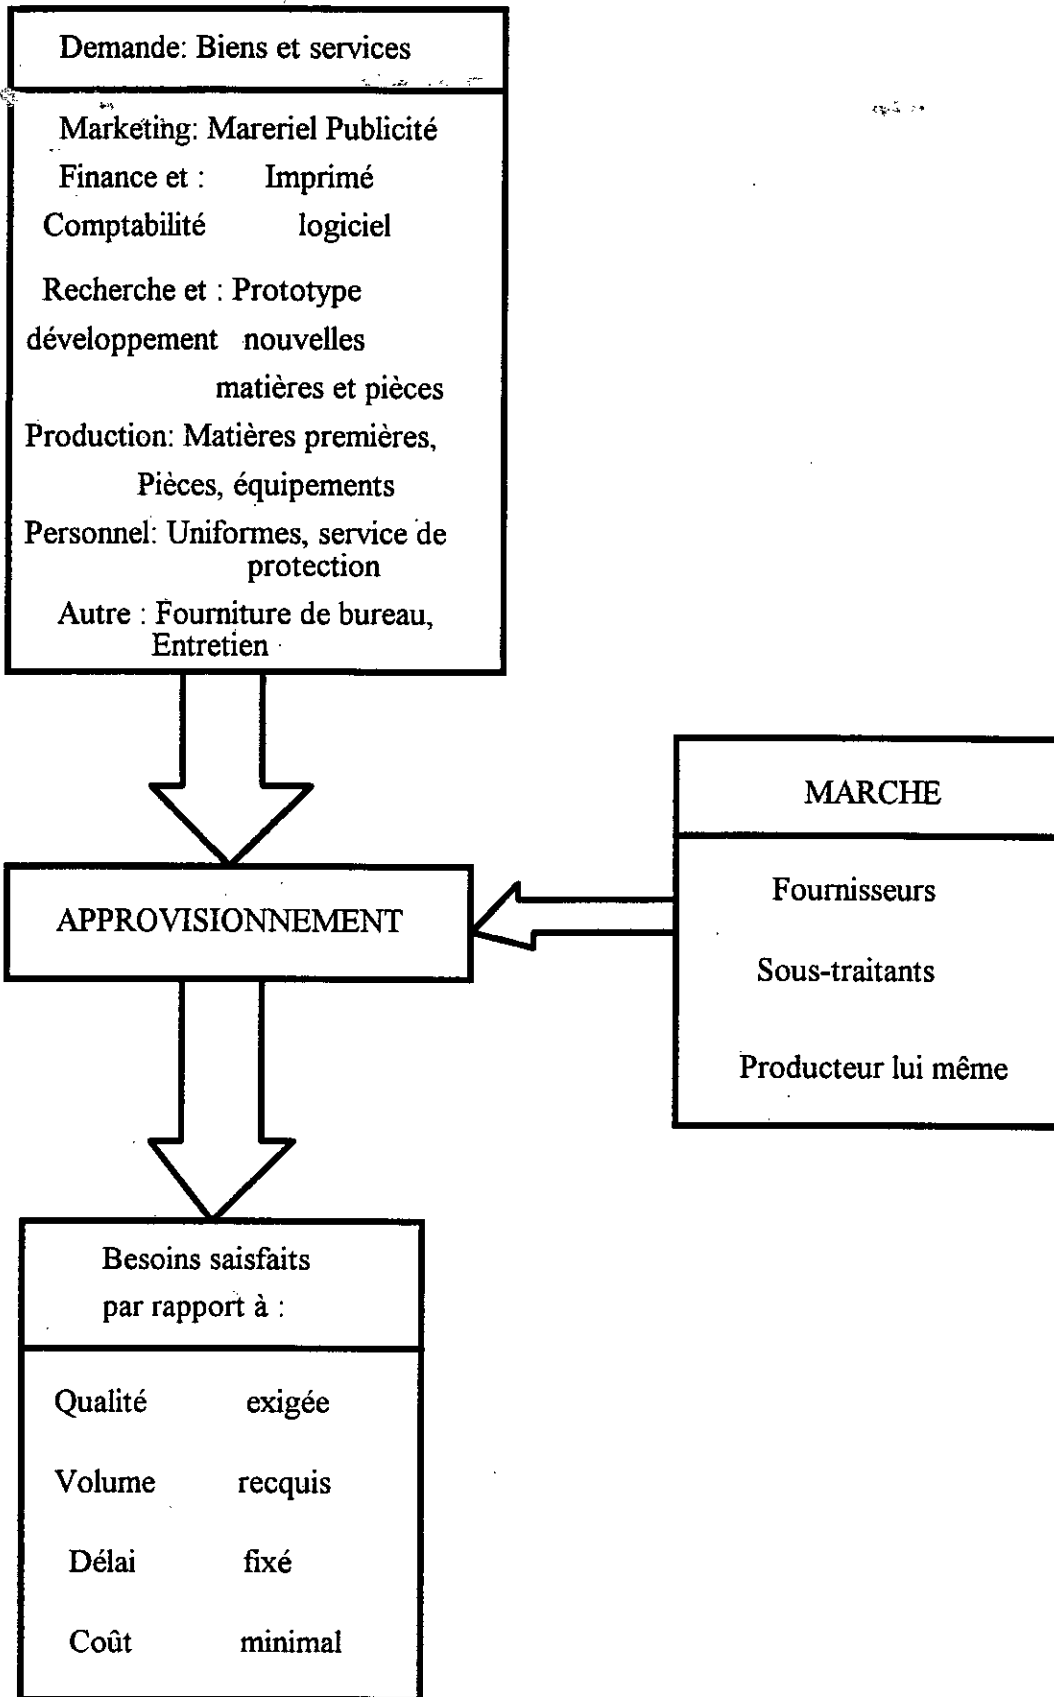 Demande: Biens et services
Marketing: Mareriel Publicité
Finance et : Imprimé
Comptabilité logiciel
Recherche et : Prototype
développement nouvelles
matières et pièces
Production: Matières premières,
Pièces, équipements
Personnel: Uniformes, service de
protection
Autre : Fourniture de bureau,
Entretien
MARCHE
Fournisseurs
Sous-traitants
Producteur lui même
APPROVISIONNEMENT
Besoins saisfaits
par rapport à :
Qualité exigée
Volume recquis
Délai fixé
Coût minimal